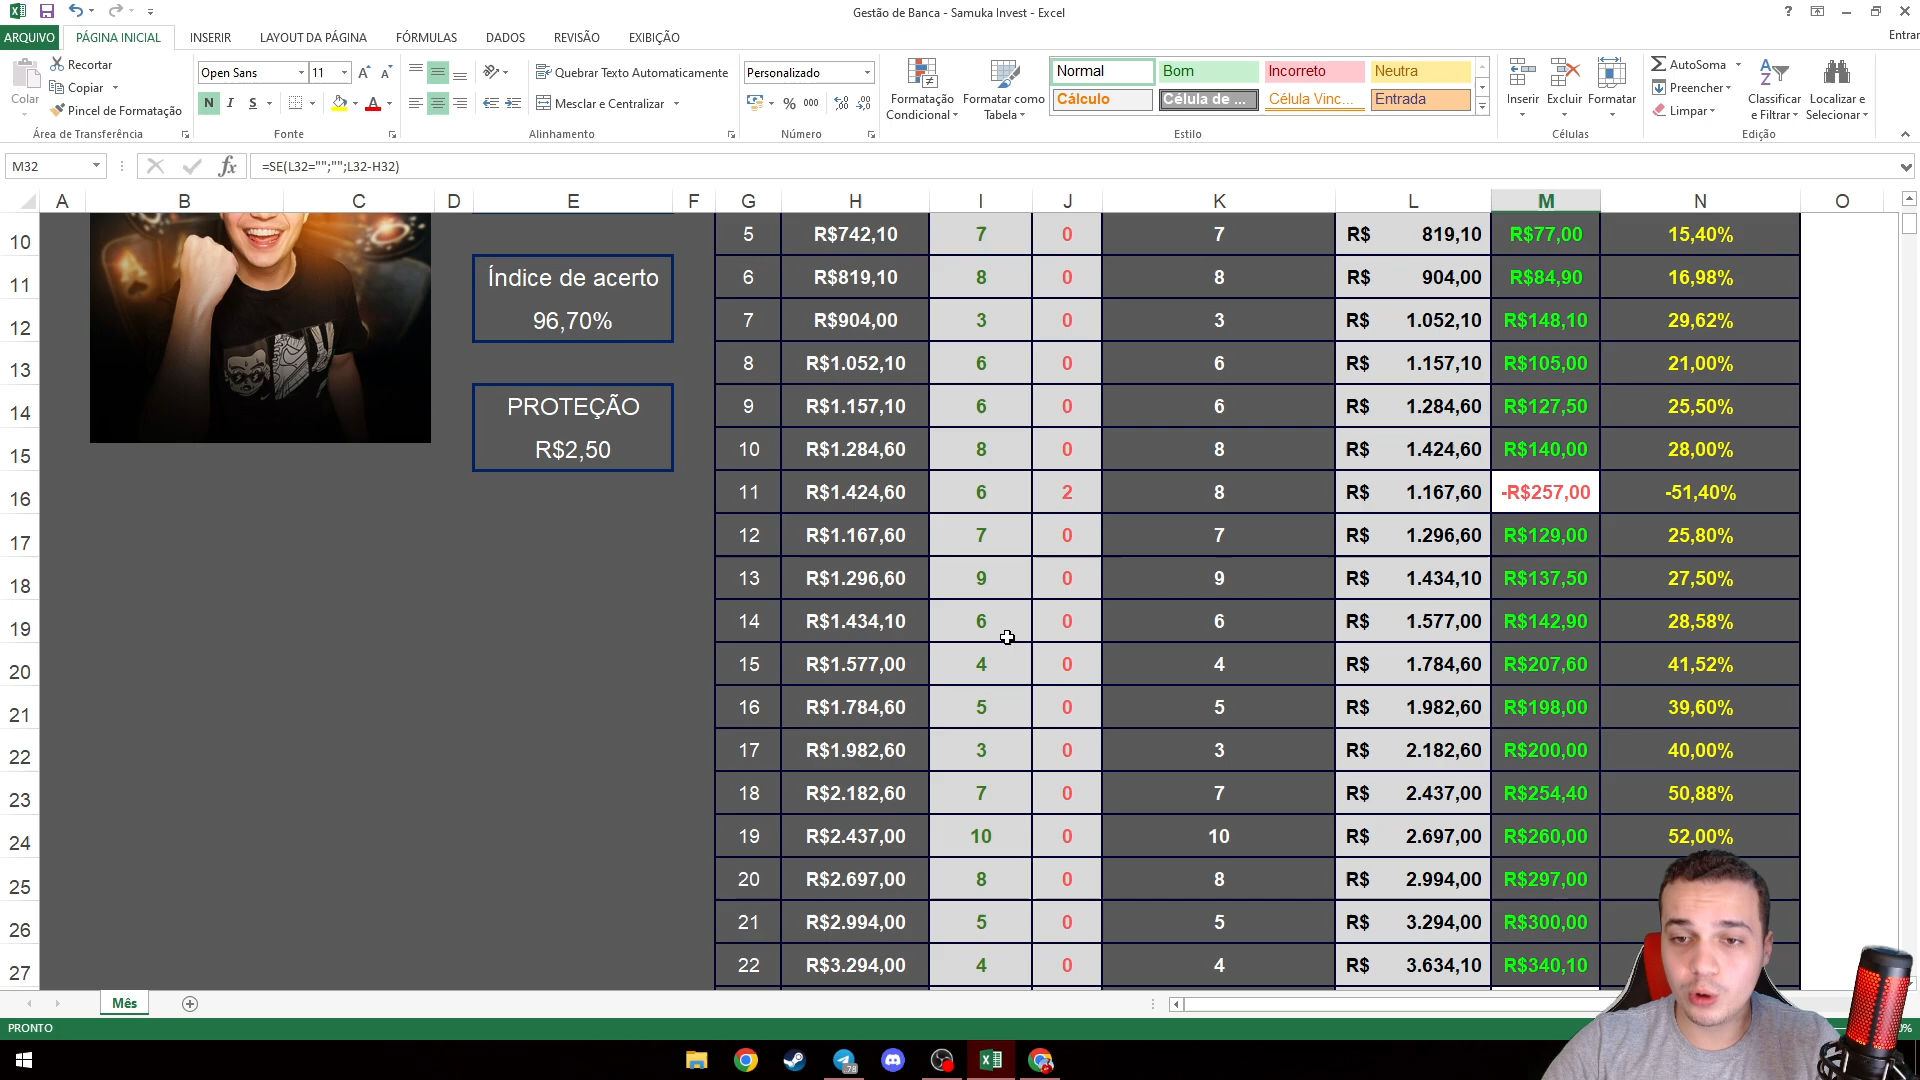 Gestão de Banca - Samuka Invest - Excel
ARQUIVO PÁGINA INICIAL INSERIR LAYOUT DA PÁGINA FÓRMULAS DADOS REVISÃO EXIBIÇÃO Entrar
Colar
Recortar
Copiar
Pincel de Formatação
Área de Transferência
Open Sans 11
N I S
Fonte
Quebrar Texto Automaticamente
Mesclar e Centralizar
Alinhamento
Personalizado
% 000
Número
Formatação Condicional
Formatar como Tabela
Normal Bom Incorreto Neutra
Cálculo Célula de ... Célula Vinc... Entrada
Estilo
Inserir Excluir Formatar
Células
AutoSoma
Preencher
Limpar
Classificar e Filtrar
Localizar e Selecionar
Edição
M32 fx =SE(L32="";"";L32-H32)
A B C D E F G H I J K L M N O
10 5 R$742,10 7 0 7 R$ 819,10 R$77,00 15,40%
11 Índice de acerto 6 R$819,10 8 0 8 R$ 904,00 R$84,90 16,98%
12 96,70% 7 R$904,00 3 0 3 R$ 1.052,10 R$148,10 29,62%
13 8 R$1.052,10 6 0 6 R$ 1.157,10 R$105,00 21,00%
14 PROTEÇÃO 9 R$1.157,10 6 0 6 R$ 1.284,60 R$127,50 25,50%
15 R$2,50 10 R$1.284,60 8 0 8 R$ 1.424,60 R$140,00 28,00%
16 11 R$1.424,60 6 2 8 R$ 1.167,60 -R$257,00 -51,40%
17 12 R$1.167,60 7 0 7 R$ 1.296,60 R$129,00 25,80%
18 13 R$1.296,60 9 0 9 R$ 1.434,10 R$137,50 27,50%
19 14 R$1.434,10 6 0 6 R$ 1.577,00 R$142,90 28,58%
20 15 R$1.577,00 4 0 4 R$ 1.784,60 R$207,60 41,52%
21 16 R$1.784,60 5 0 5 R$ 1.982,60 R$198,00 39,60%
22 17 R$1.982,60 3 0 3 R$ 2.182,60 R$200,00 40,00%
23 18 R$2.182,60 7 0 7 R$ 2.437,00 R$254,40 50,88%
24 19 R$2.437,00 10 0 10 R$ 2.697,00 R$260,00 52,00%
25 20 R$2.697,00 8 0 8 R$ 2.994,00 R$297,00
26 21 R$2.994,00 5 0 5 R$ 3.294,00 R$300,00
27 22 R$3.294,00 4 0 4 R$ 3.634,10 R$340,10
Mês
PRONTO
78